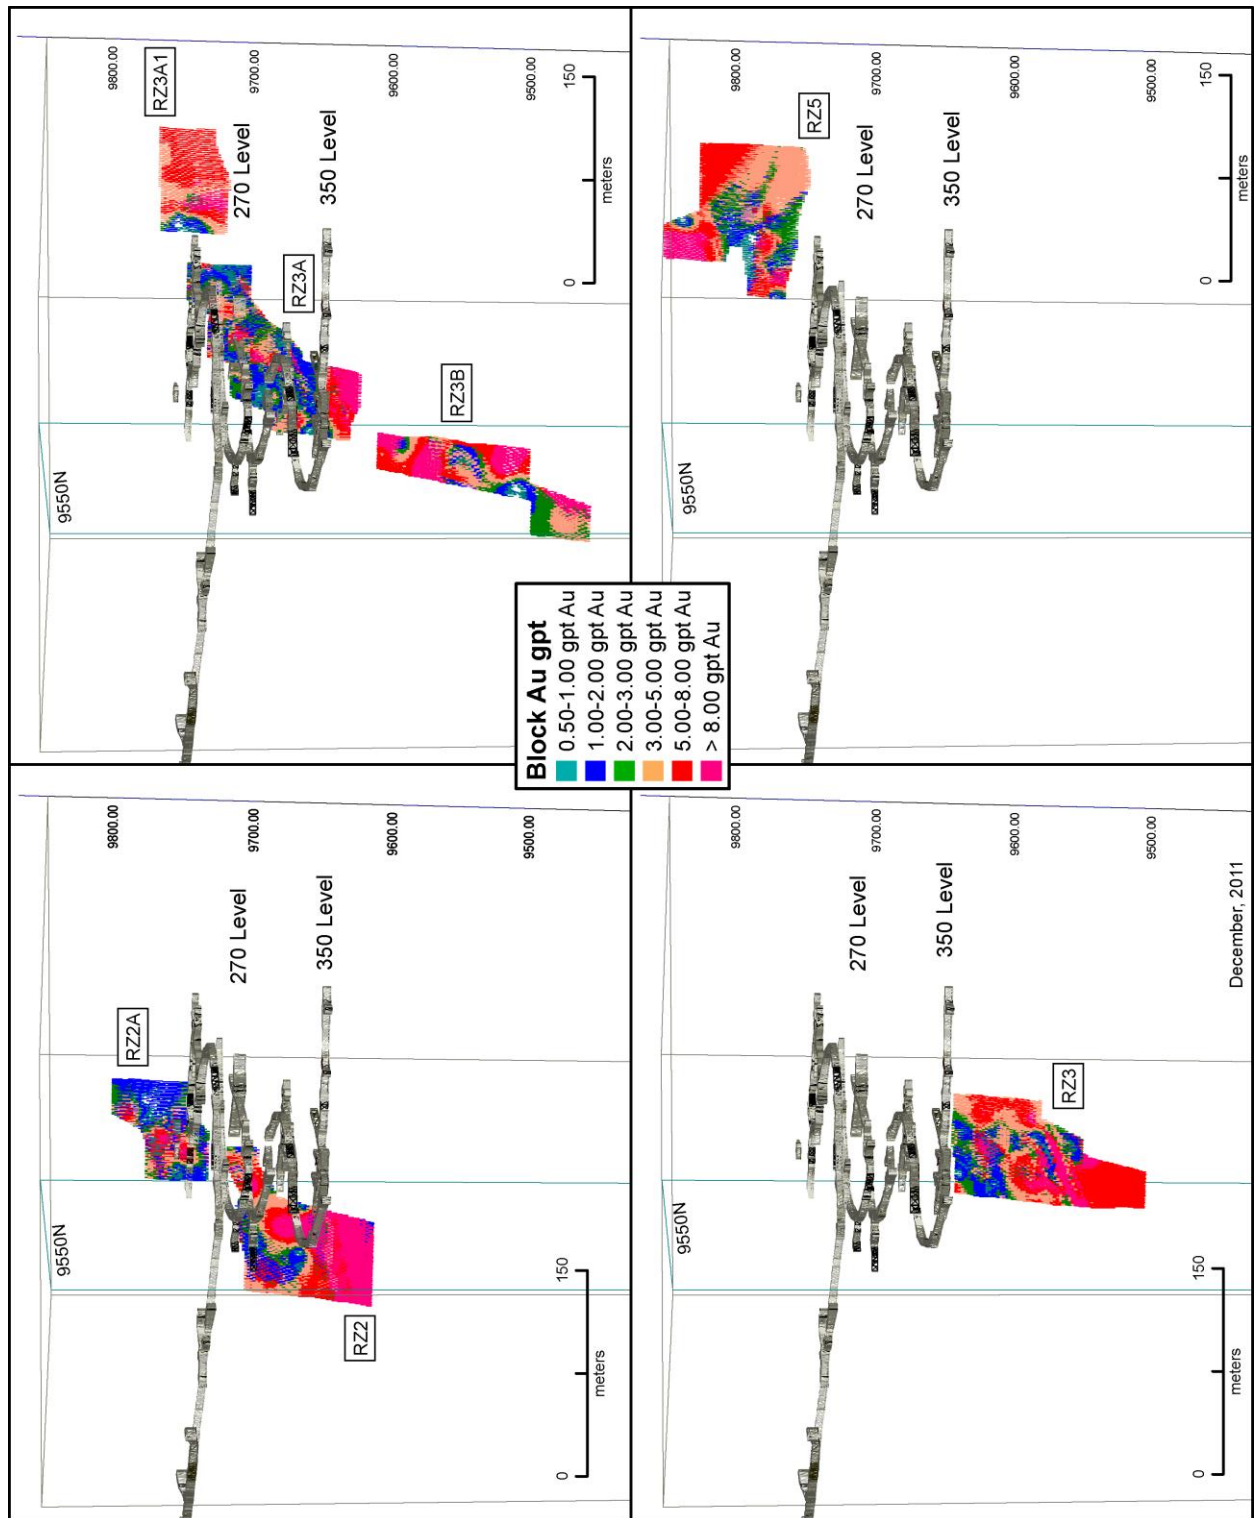 9800.00
9700.00
9600.00
9500.00
9550N
RZ2A
270 Level
350 Level
RZ2
0
150
meters
9800.00
9700.00
9600.00
9500.00
9550N
RZ3A1
270 Level
RZ3A
350 Level
RZ3B
0
150
meters
Block Au gpt
0.50-1.00 gpt Au
1.00-2.00 gpt Au
2.00-3.00 gpt Au
3.00-5.00 gpt Au
5.00-8.00 gpt Au
> 8.00 gpt Au
9800.00
9700.00
9600.00
9500.00
9550N
270 Level
350 Level
RZ3
0
150
meters
December, 2011
9800.00
9700.00
9600.00
9500.00
9550N
RZ5
270 Level
350 Level
0
150
meters